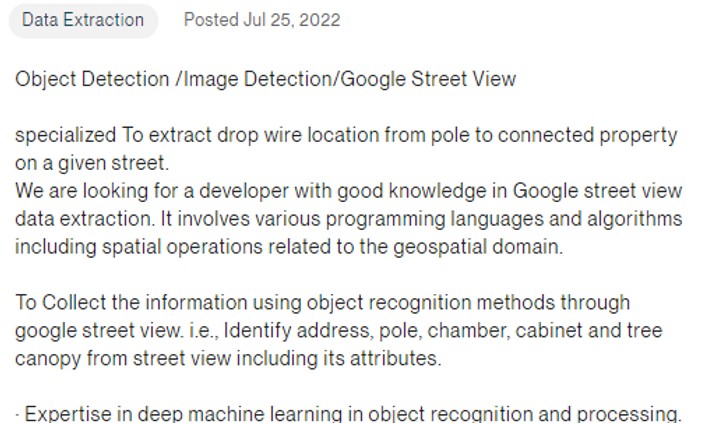 Data Extraction Posted Jul 25, 2022
Object Detection /Image Detection/Google Street View
specialized To extract drop wire location from pole to connected property
on a given street.
We are looking for a developer with good knowledge in Google street view
data extraction. It involves various programming languages and algorithms
including spatial operations related to the geospatial domain.
To Collect the information using object recognition methods through
google street view. i.e., Identify address, pole, chamber, cabinet and tree
canopy from street view including its attributes.
· Expertise in deep machine learning in object recognition and processing.